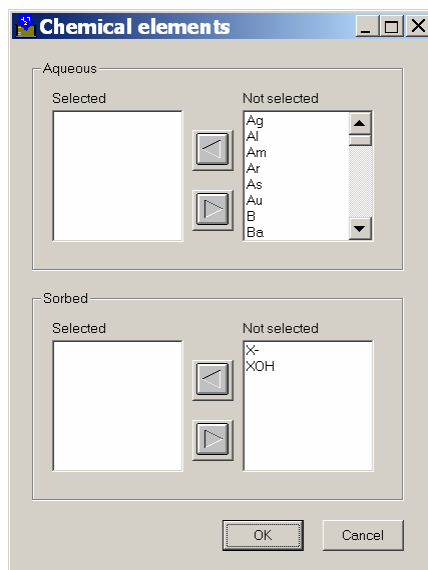 Chemical elements
Aqueous
Selected
Not selected
Ag
Al
Am
Ar
As
Au
B
Ba
Sorbed
Selected
Not selected
X-
XOH
OK
Cancel